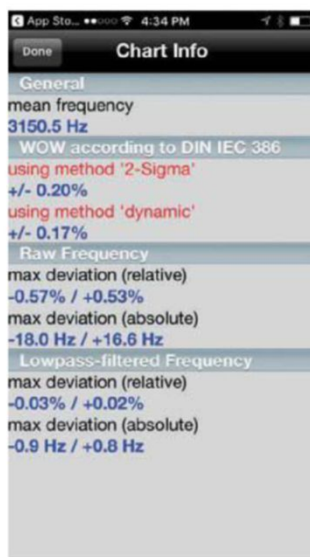 App Sto... 4:34 PM
Done Chart Info
General
mean frequency
3150.5 Hz
WOW according to DIN IEC 386
using method '2-Sigma'
+/- 0.20%
using method 'dynamic'
+/- 0.17%
Raw Frequency
max deviation (relative)
-0.57% / +0.53%
max deviation (absolute)
-18.0 Hz / +16.6 Hz
Lowpass-filtered Frequency
max deviation (relative)
-0.03% / +0.02%
max deviation (absolute)
-0.9 Hz / +0.8 Hz